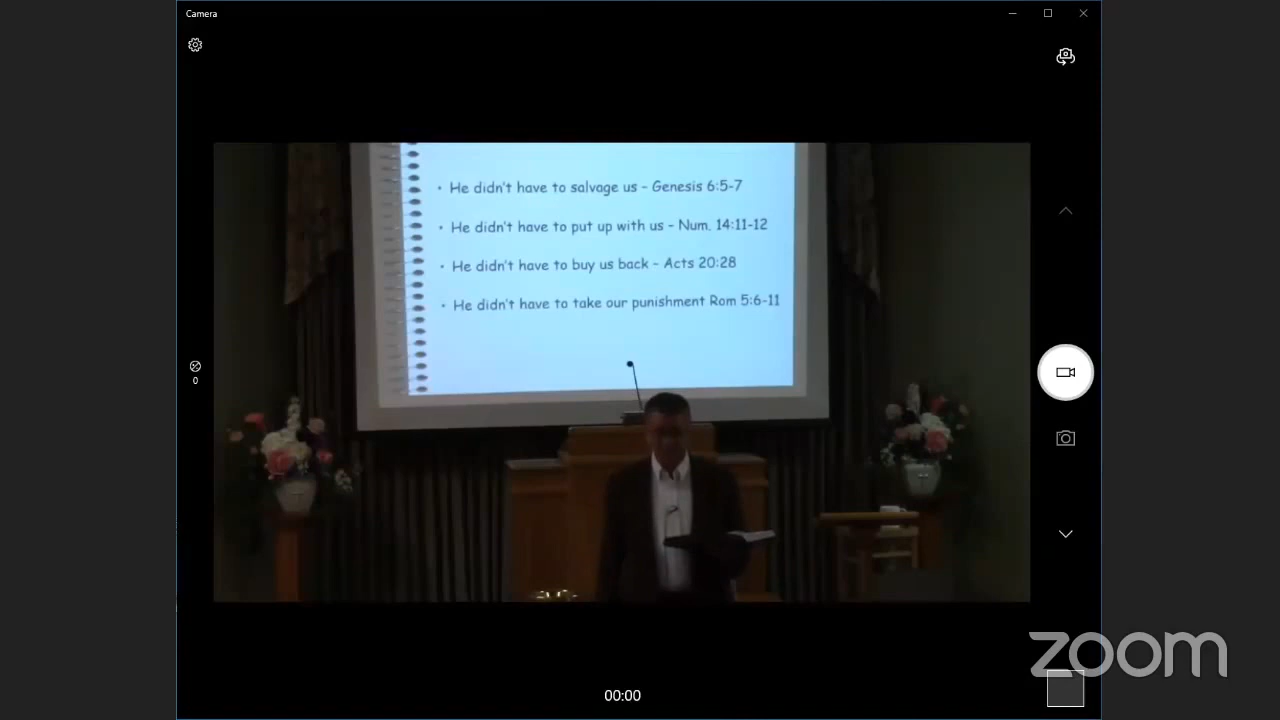 Camera
• He didn't have to salvage us - Genesis 6:5-7
• He didn't have to put up with us - Num. 14:11-12
• He didn't have to buy us back - Acts 20:28
• He didn't have to take our punishment Rom 5:6-11
0
zoom
00:00